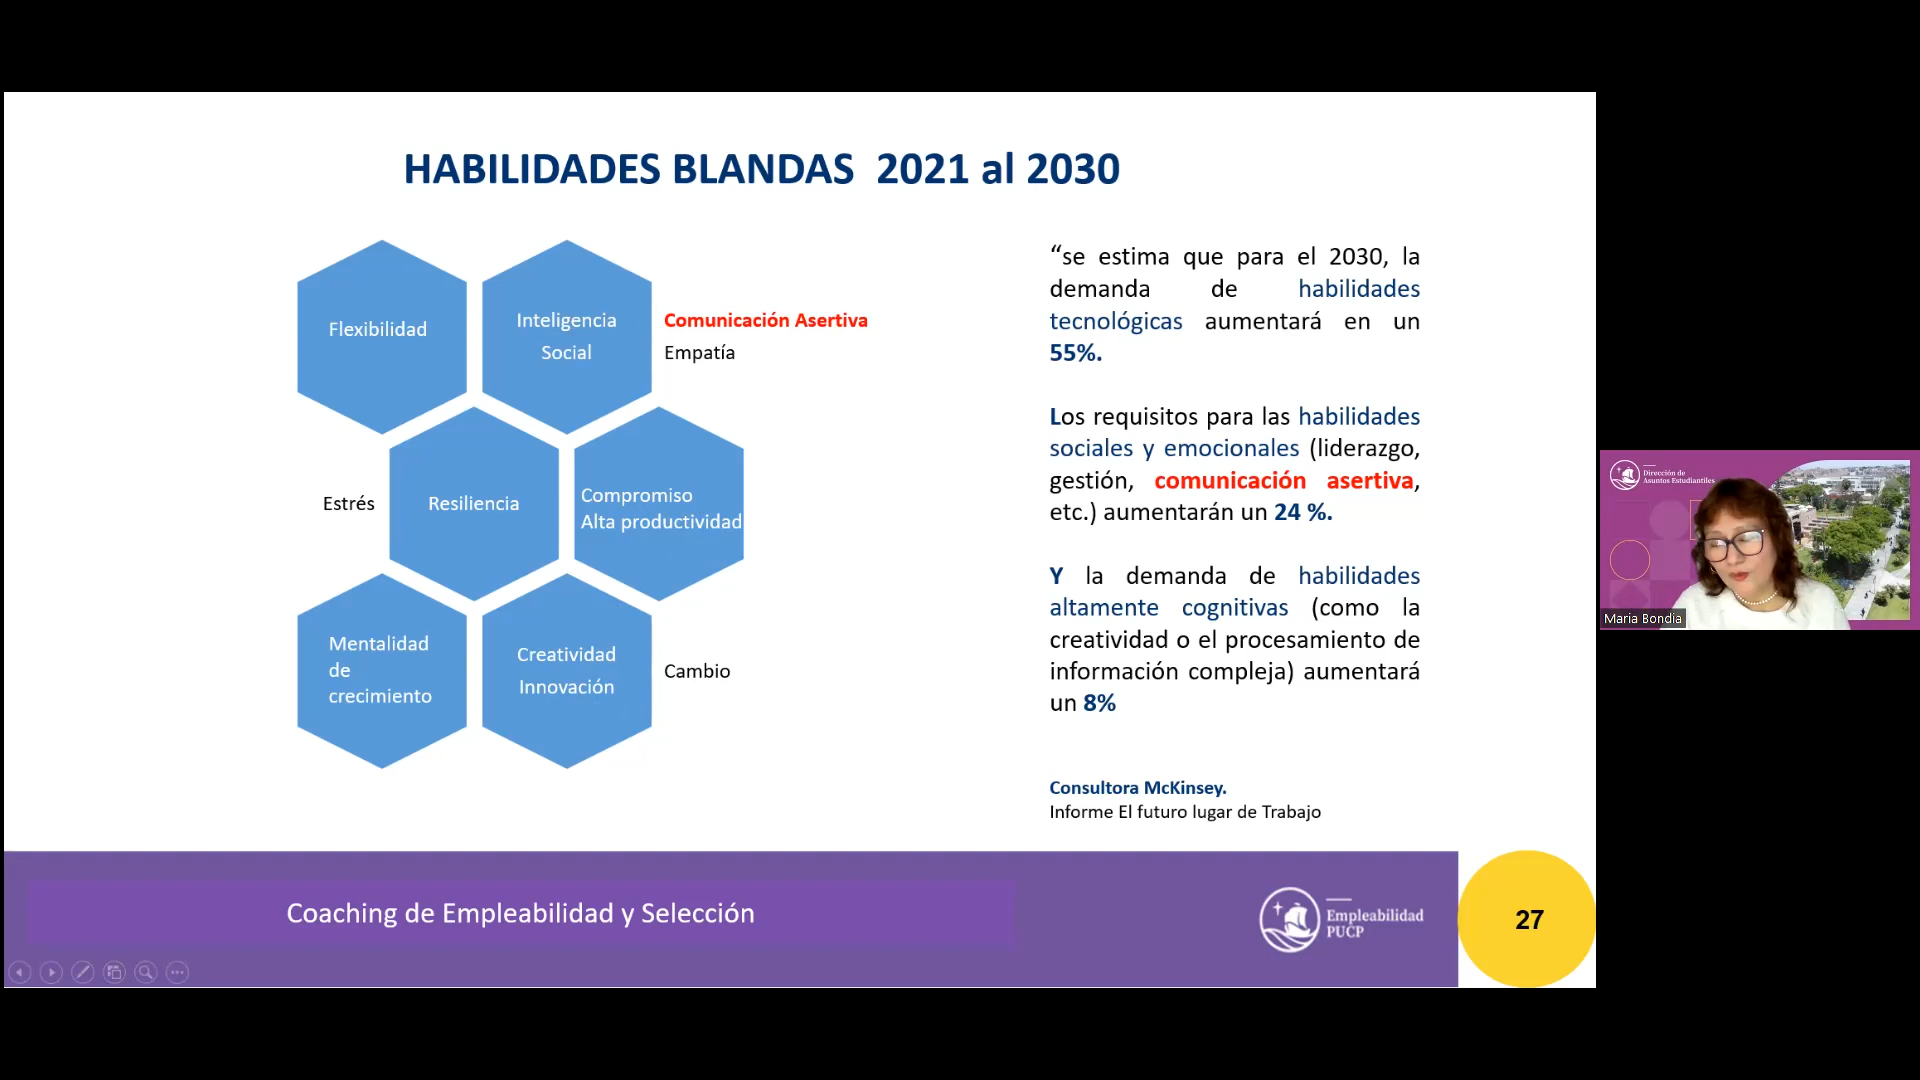 HABILIDADES BLANDAS  2021 al 2030
Flexibilidad
Inteligencia
Social
Comunicación Asertiva
Empatía
Estrés
Resiliencia
Compromiso
Alta productividad
Mentalidad
de
crecimiento
Creatividad
Innovación
Cambio
“se estima que para el 2030, la
demanda de habilidades
tecnológicas aumentará en un
55%.
Los requisitos para las habilidades
sociales y emocionales (liderazgo,
gestión, comunicación asertiva,
etc.) aumentarán un 24 %.
Y la demanda de habilidades
altamente cognitivas (como la
creatividad o el procesamiento de
información compleja) aumentará
un 8%
Consultora McKinsey.
Informe El futuro lugar de Trabajo
Coaching de Empleabilidad y Selección
Empleabilidad
PUCP
27
Dirección de
Asuntos Estudiantiles
Maria Bondia